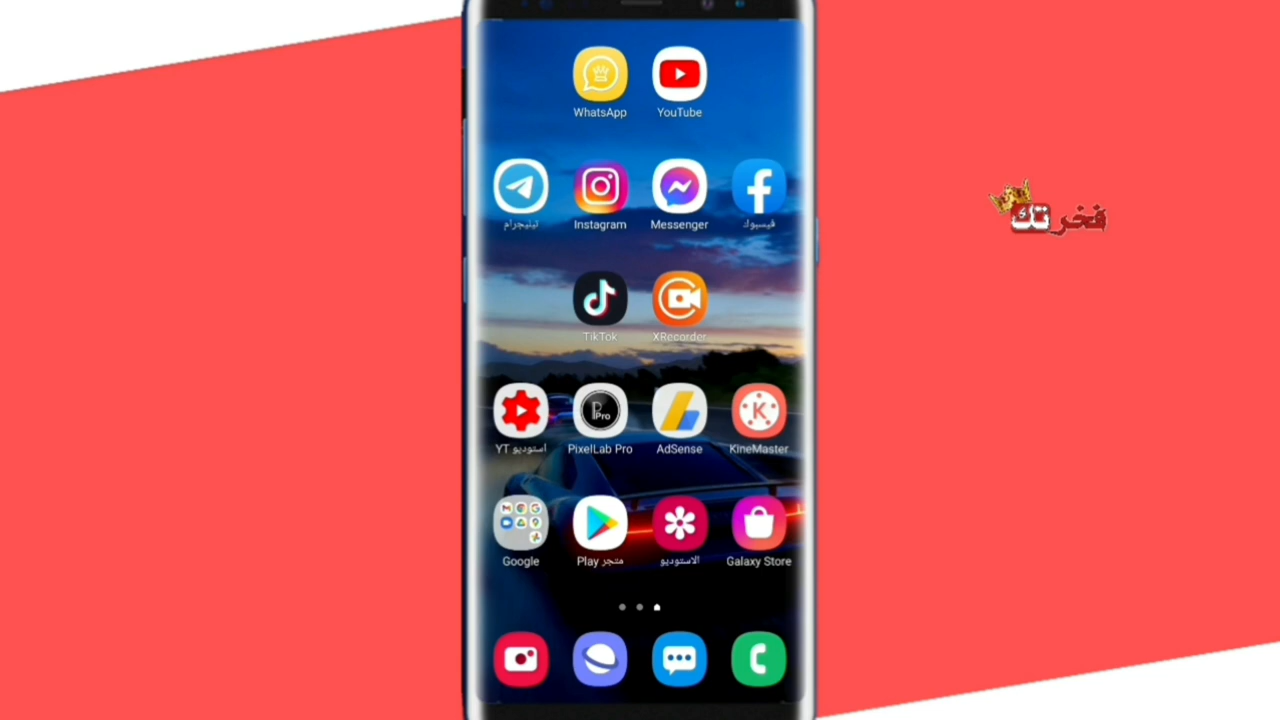 WhatsApp
YouTube
تيليجرام
Instagram
Messenger
فيسبوك
فخرتك
TikTok
XRecorder
P Pro
K
استوديو YT
PixelLab Pro
AdSense
KineMaster
Google
متجر Play
الاستوديو
Galaxy Store